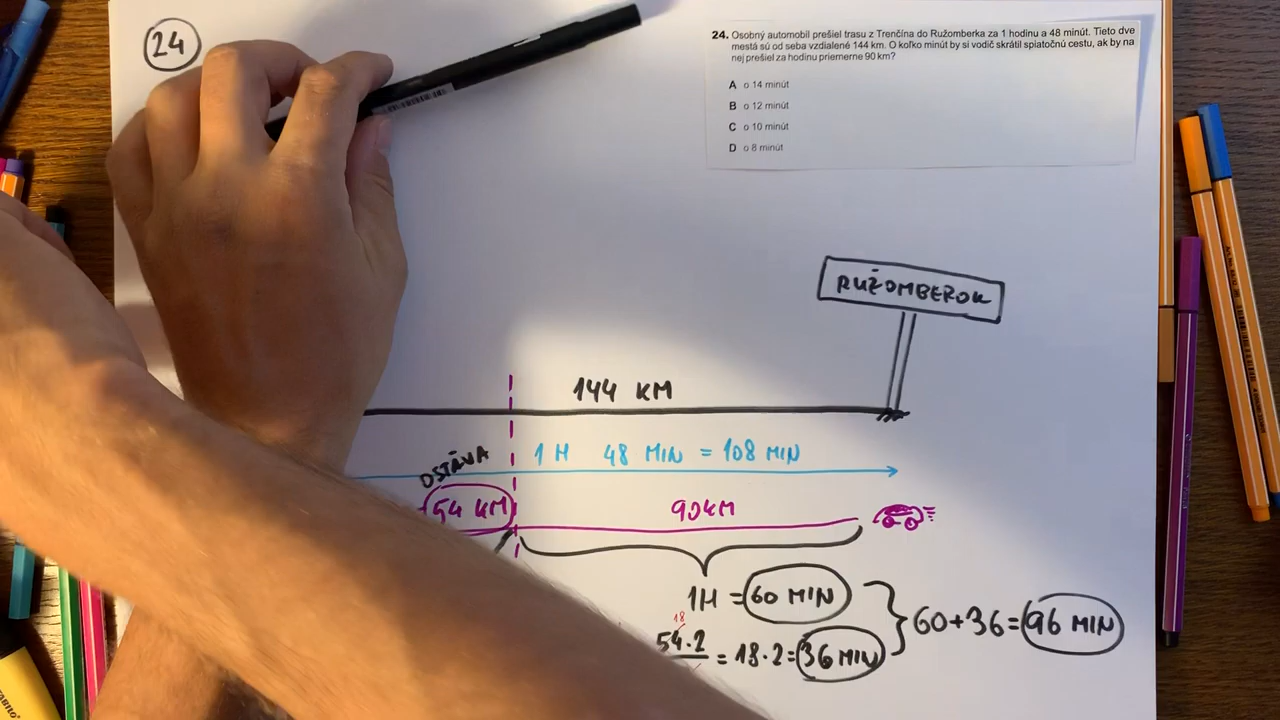 24
24. Osobný automobil prešiel trasu z Trenčína do Ružomberka za 1 hodinu a 48 minút. Tieto dve
mestá sú od seba vzdialené 144 km. O koľko minút by si vodič skrátil spiatočnú cestu, ak by na
nej prešiel za hodinu priemerne 90 km?
A o 14 minút
B o 12 minút
C o 10 minút
D o 8 minút
RUŽOMBEROK
144 KM
OSTÁVA
1 H 48 MIN = 108 MIN
54 KM
90KM
1H = 60 MIN
18
54.2 = 18.2 = 36 MIN
60+36 = 96 MIN